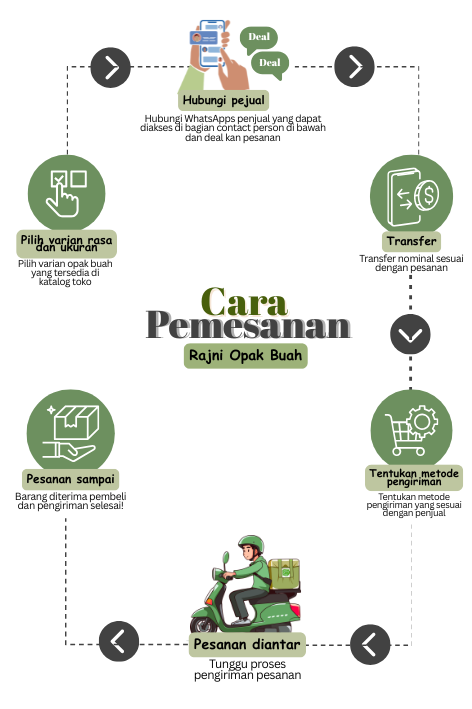 Cara
Pemesanan
Rajni Opak Buah
Pilih varian rasa
dan ukuran
Pilih varian opak buah
yang tersedia di
katalog toko
Deal
Deal
Hubungi pejual
Hubungi WhatsApps penjual yang dapat
diakses di bagian contact person di bawah
dan deal kan pesanan
Transfer
Transfer nominal sesuai
dengan pesanan
Tentukan metode
pengiriman
Tentukan metode
pengiriman yang sesuai
dengan penjual
Pesanan diantar
Tunggu proses
pengiriman pesanan
Pesanan sampai
Barang diterima pembeli
dan pengiriman selesai!